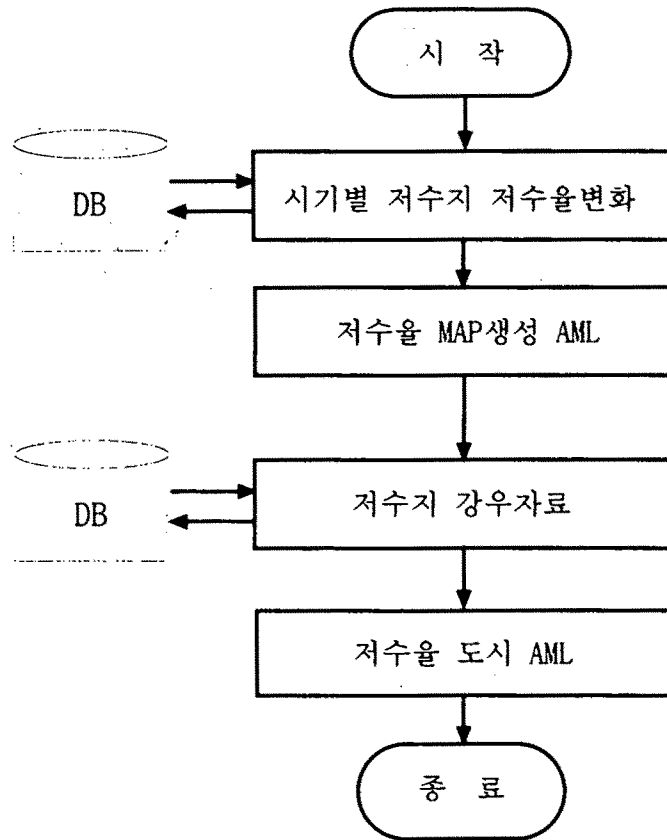 시 작
DB
시기별 저수지 저수율변화
저수율 MAP생성 AML
DB
저수지 강우자료
저수율 도시 AML
종 료